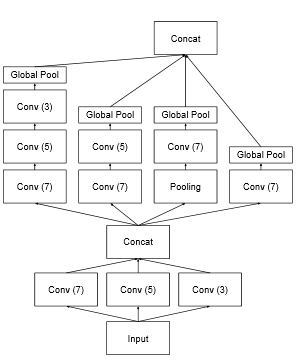 Concat
Global Pool
Conv (3)
Global Pool
Global Pool
Conv (5)
Conv (5)
Conv (7)
Global Pool
Conv (7)
Conv (7)
Pooling
Conv (7)
Concat
Conv (7)
Conv (5)
Conv (3)
Input